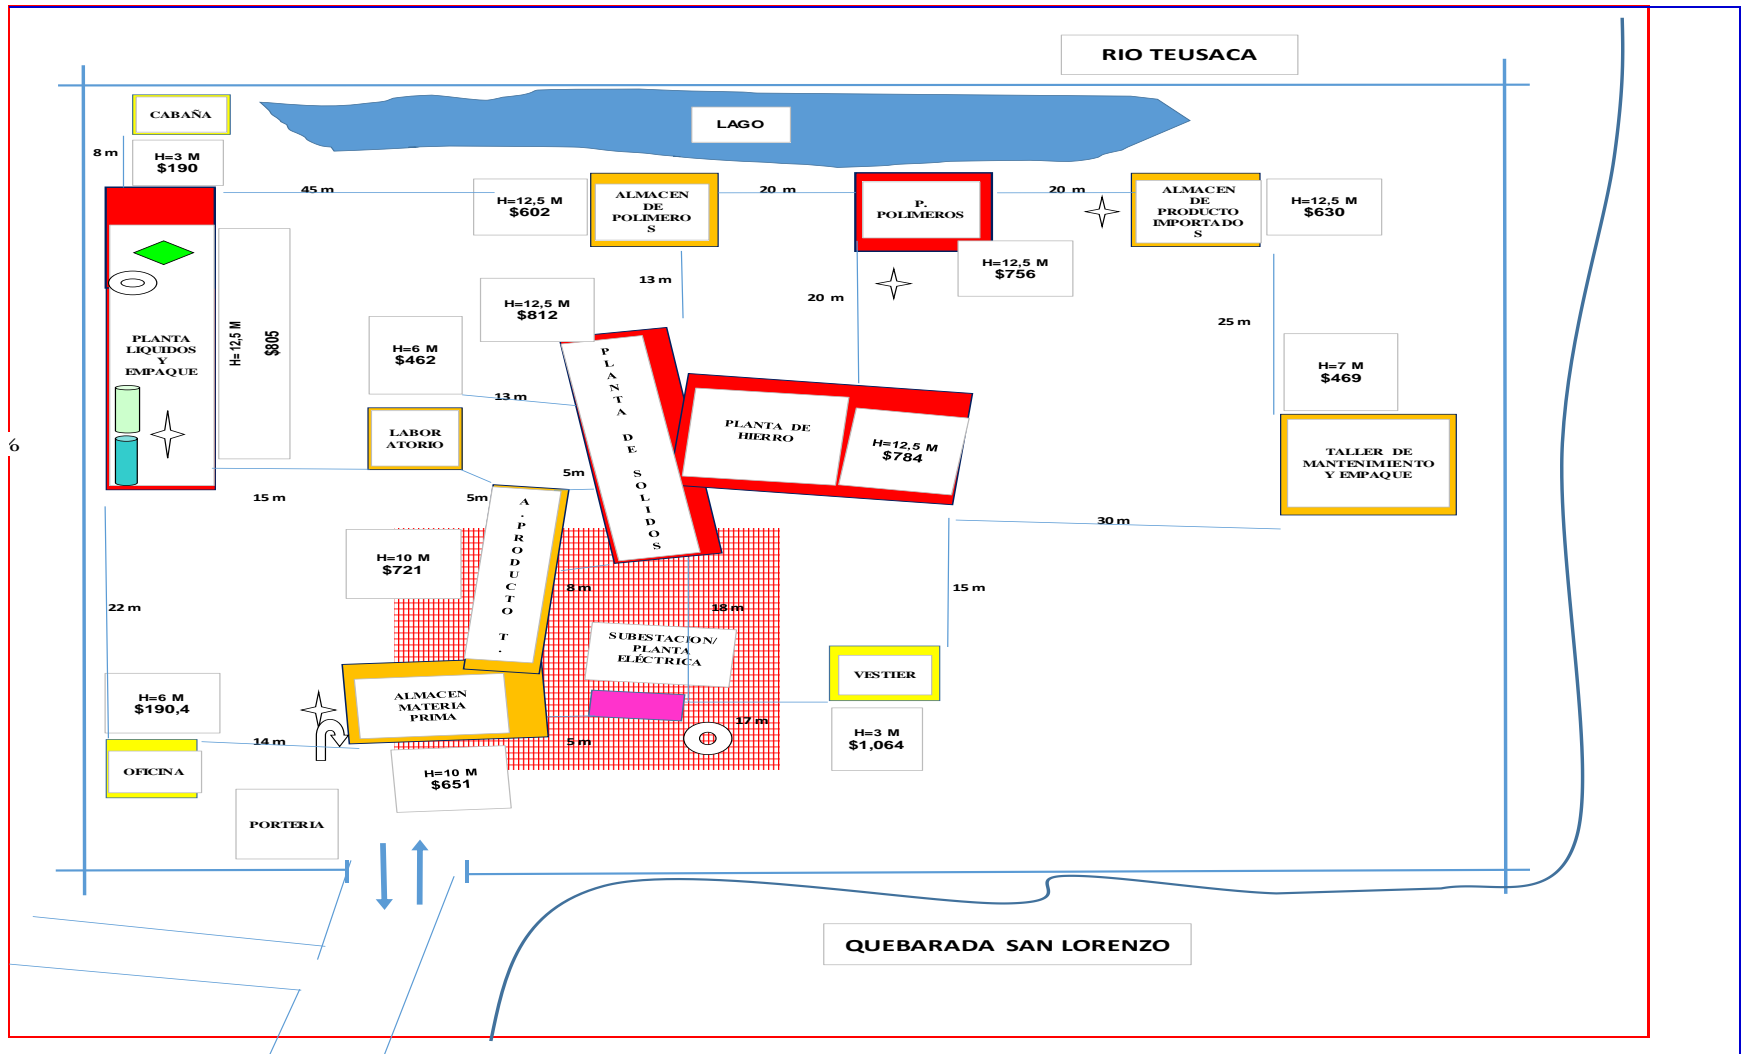 RIO TEUSACA
CABAÑA
LAGO
8 m
H=3 M
$190
45 m
H=12,5 M
$602
ALMACEN
DE
POLIMERO
S
20 m
P.
POLIMEROS
20 m
ALMACEN
DE
PRODUCTO
IMPORTADO
S
H=12,5 M
$630
H=12,5 M
$756
13 m
20 m
25 m
H=12,5 M
$812
PLANTA
LIQUIDOS
Y
EMPAQUE
H= 12,5 M
$805
H=6 M
$462
13 m
LABOR
ATORIO
PLANTA DE SOLIDOS
PLANTA DE
HIERRO
H=12,5 M
$784
H=7 M
$469
TALLER DE
MANTENIMIENTO
Y EMPAQUE
%
15 m
5m
5m
A. PRODUCTO T.
30 m
H=10 M
$721
8 m
18 m
15 m
22 m
SUBESTACION/
PLANTA
ELÉCTRICA
VESTIER
H=6 M
$190,4
ALMACEN
MATERIA
PRIMA
17 m
14 m
5 m
H=3 M
$1,064
OFICINA
H=10 M
$651
PORTERIA
QUEBARADA SAN LORENZO